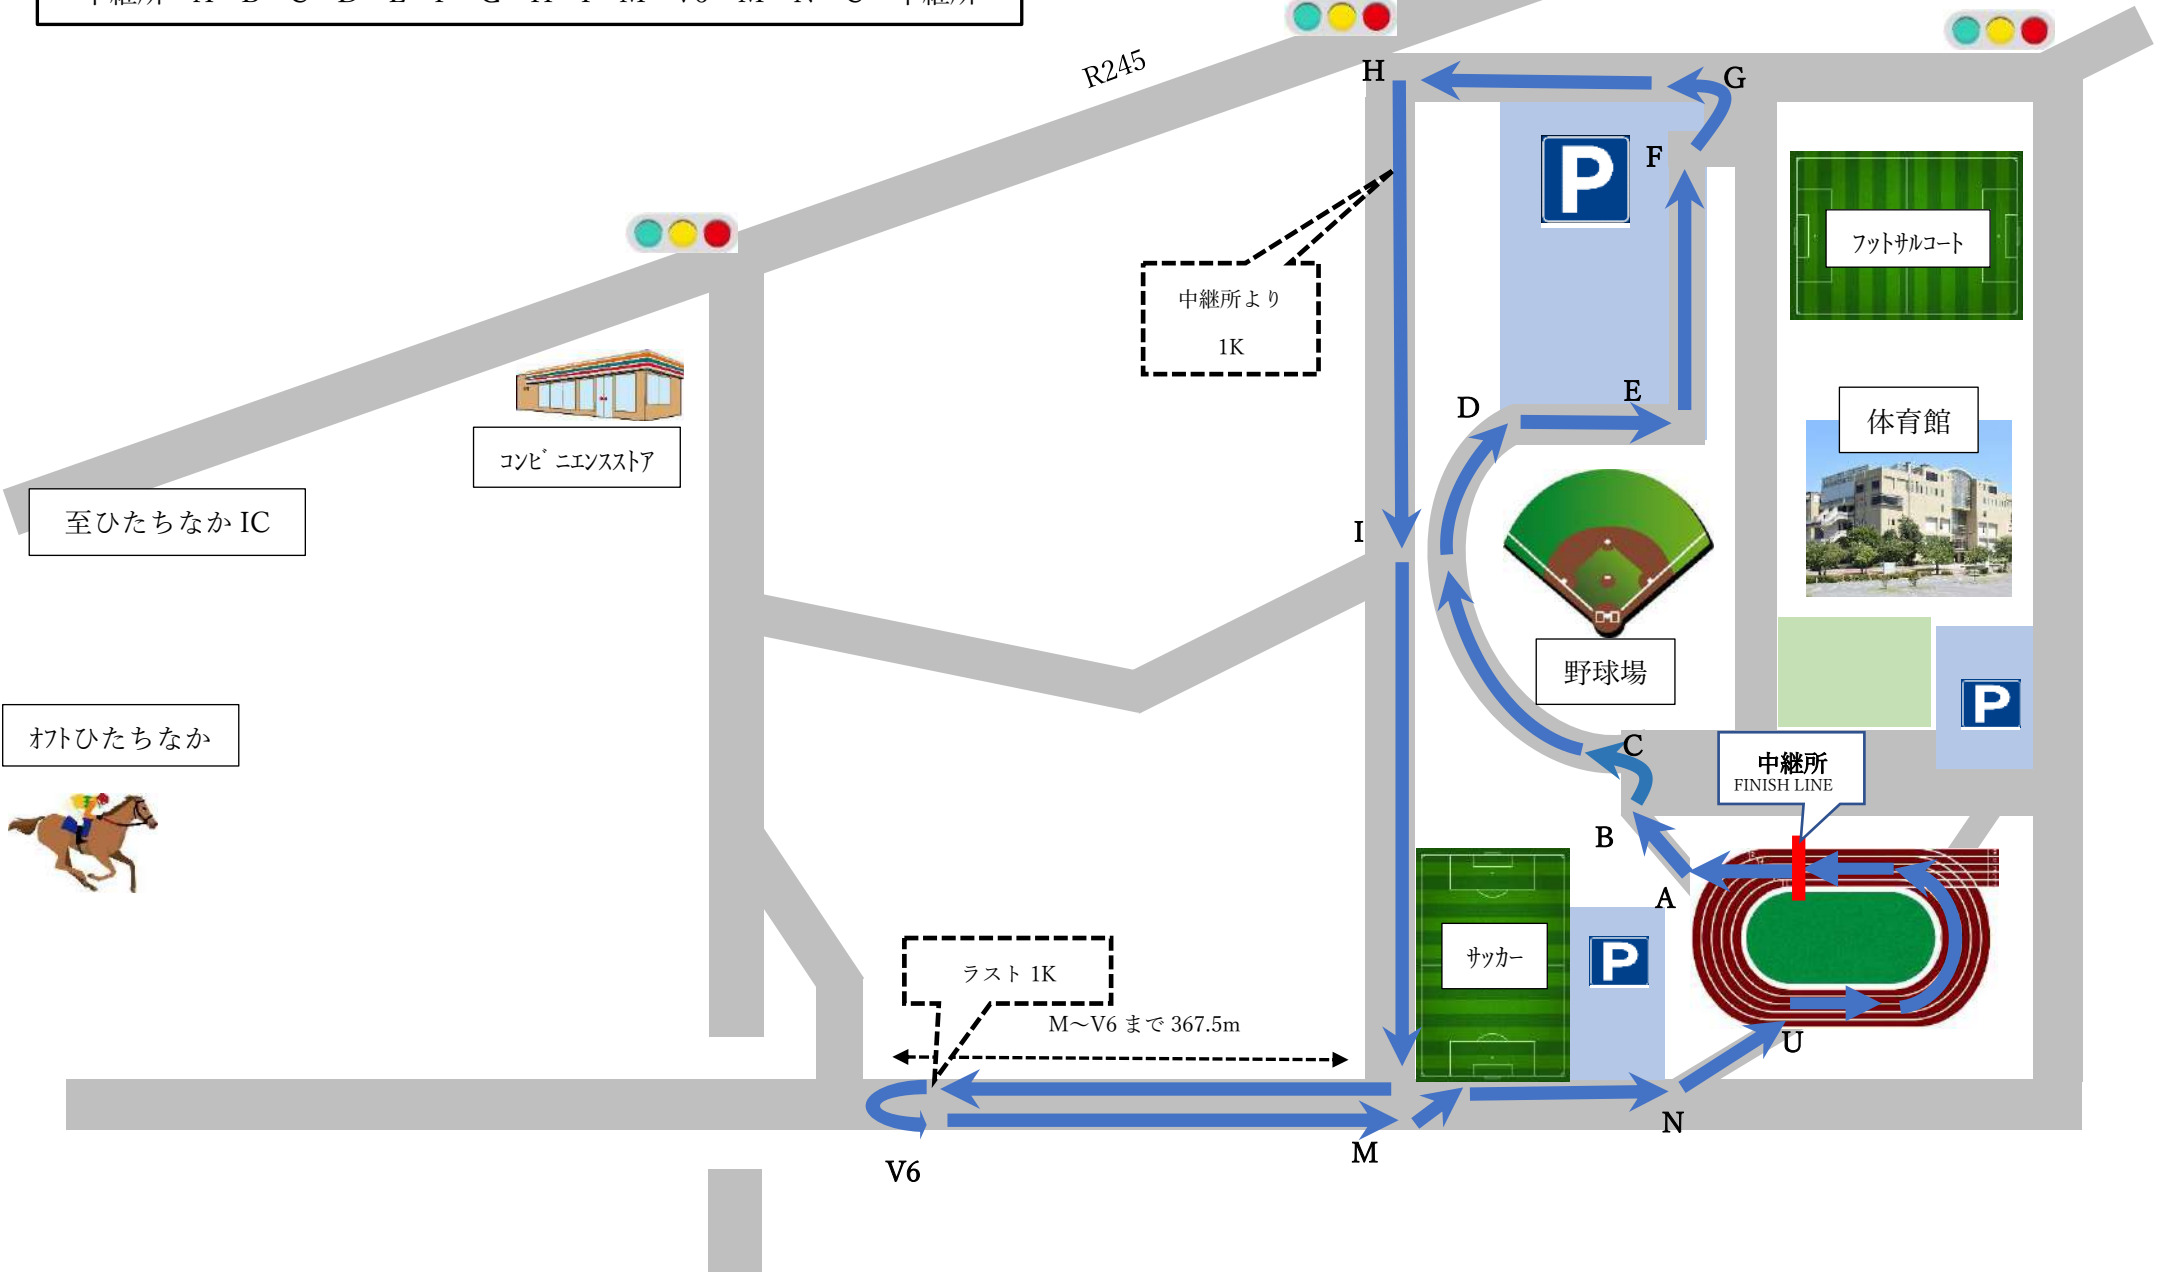 R245
H
G
F
フットサルコート
中継所より
1K
D
E
体育館
コンビニエンスストア
至ひたちなか IC
I
野球場
オフトひたちなか
C
中継所
FINISH LINE
B
A
サッカー
ラスト 1K
M～V6 まで 367.5m
U
N
M
V6
P
P
P